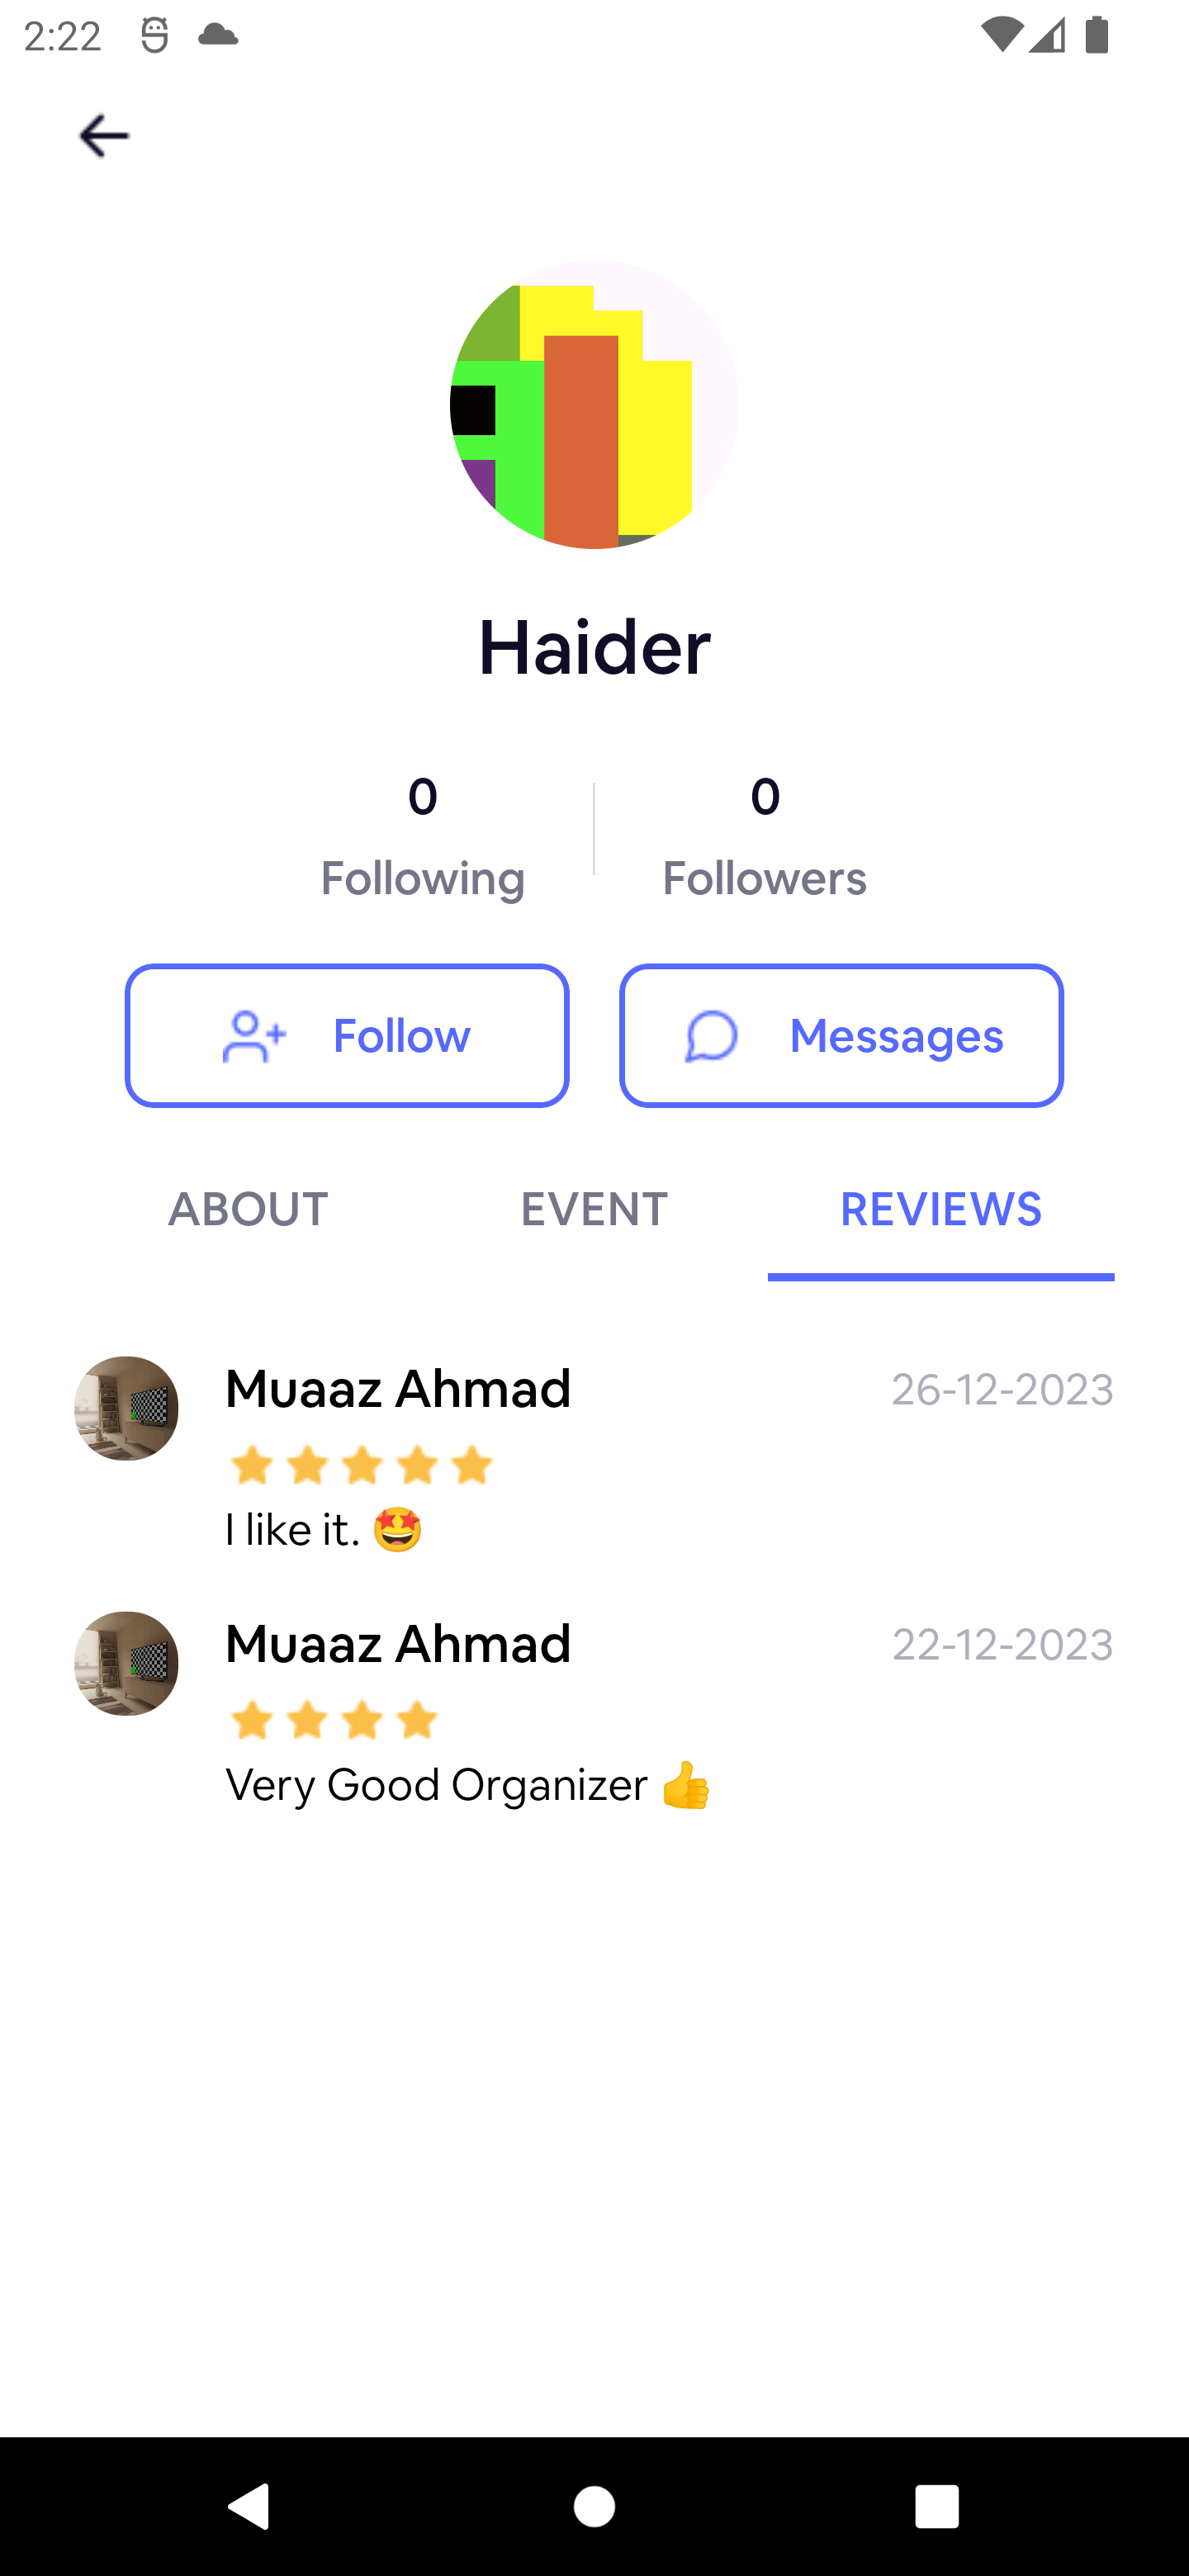 2:22
Haider
0 0
Following Followers
Follow Messages
ABOUT EVENT REVIEWS
Muaaz Ahmad 26-12-2023
I like it. 🤩
Muaaz Ahmad 22-12-2023
Very Good Organizer 👍